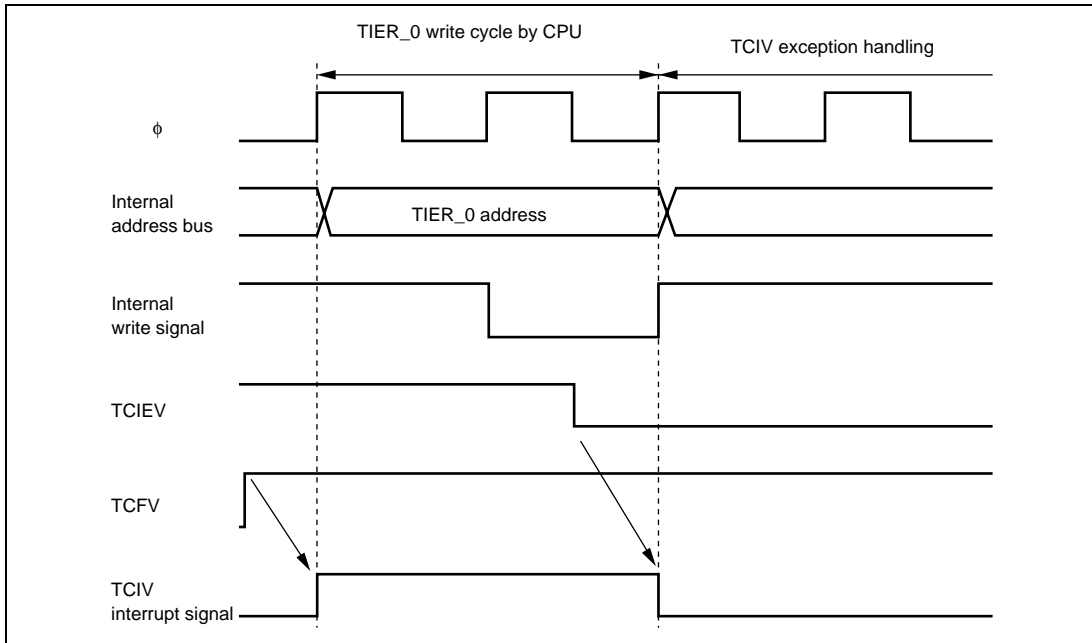 TIER_0 write cycle by CPU
TCIV exception handling
ϕ
Internal
address bus
TIER_0 address
Internal
write signal
TCIEV
TCFV
TCIV
interrupt signal